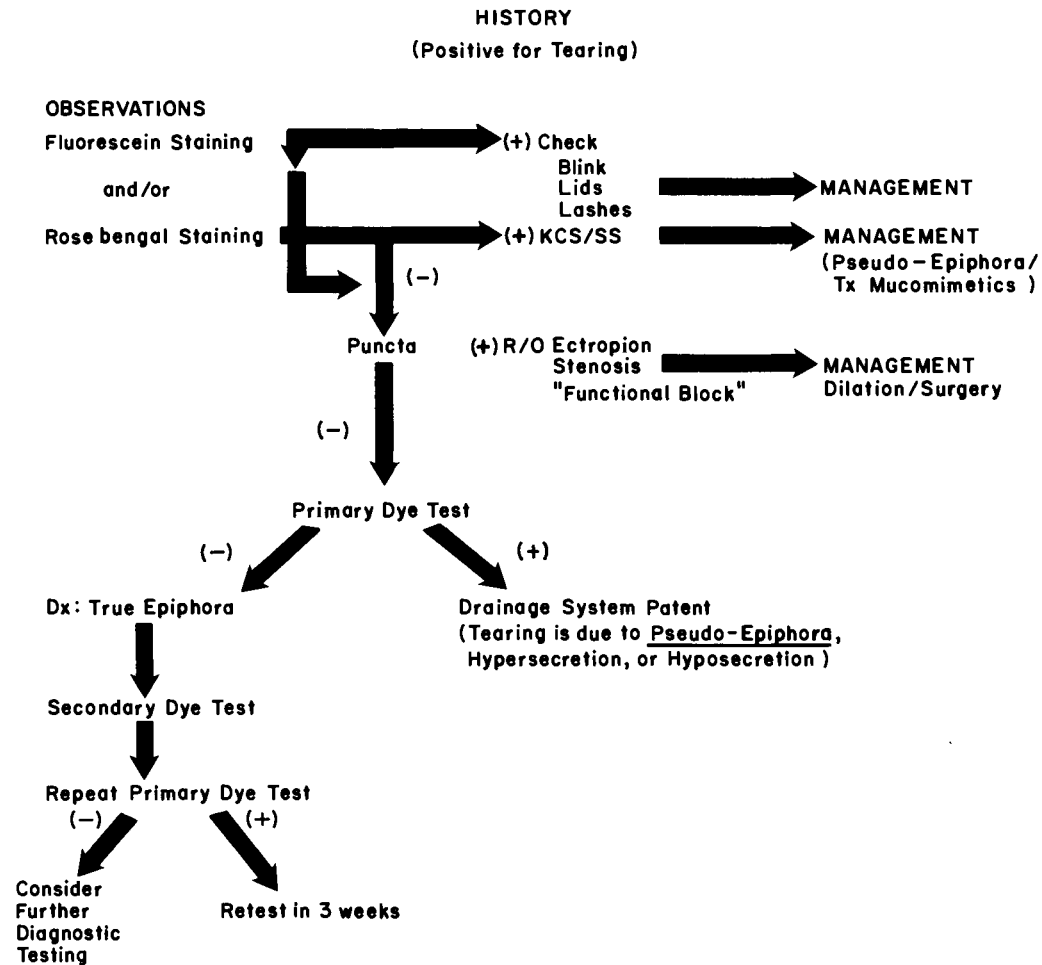 HISTORY
(Positive for Tearing)
OBSERVATIONS
Fluorescein Staining
(+) Check
Blink
Lids
Lashes
MANAGEMENT
and/or
Rose bengal Staining
(+) KCS/SS
MANAGEMENT
(Pseudo-Epiphora/
Tx Mucomimetics )
(-)
Puncta
(+) R/O Ectropion
Stenosis
"Functional Block"
MANAGEMENT
Dilation/Surgery
(-)
Primary Dye Test
(-)
(+)
Dx: True Epiphora
Drainage System Patent
(Tearing is due to Pseudo-Epiphora,
Hypersecretion, or Hyposecretion )
Secondary Dye Test
Repeat Primary Dye Test
(-)
(+)
Consider
Further
Diagnostic
Testing
Retest in 3 weeks